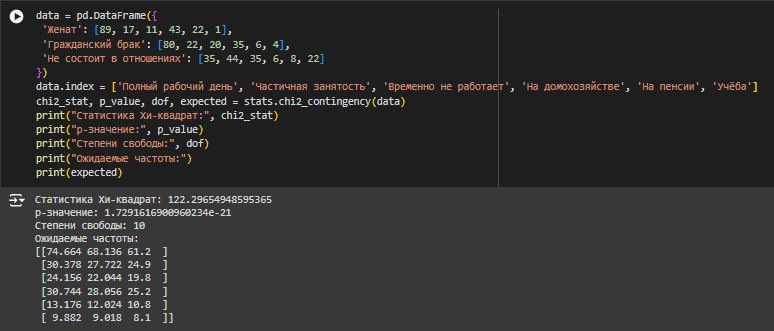 data = pd.DataFrame({
'Женат': [89, 17, 11, 43, 22, 1],
'Гражданский брак': [80, 22, 20, 35, 6, 4],
'Не состоит в отношениях': [35, 44, 35, 6, 8, 22]
})
data.index = ['Полный рабочий день', 'Частичная занятость', 'Временно не работает', 'На домохозяйстве', 'На пенсии', 'Учёба']
chi2_stat, p_value, dof, expected = stats.chi2_contingency(data)
print("Статистика Хи-квадрат:", chi2_stat)
print("p-значение:", p_value)
print("Степени свободы:", dof)
print("Ожидаемые частоты:")
print(expected)
Статистика Хи-квадрат: 122.29654948595365
p-значение: 1.7291616900960234e-21
Степени свободы: 10
Ожидаемые частоты:
[[74.664 68.136 61.2  ]
[30.378 27.722 24.9  ]
[24.156 22.044 19.8  ]
[30.744 28.056 25.2  ]
[13.176 12.024 10.8  ]
[ 9.882  9.018  8.1  ]]